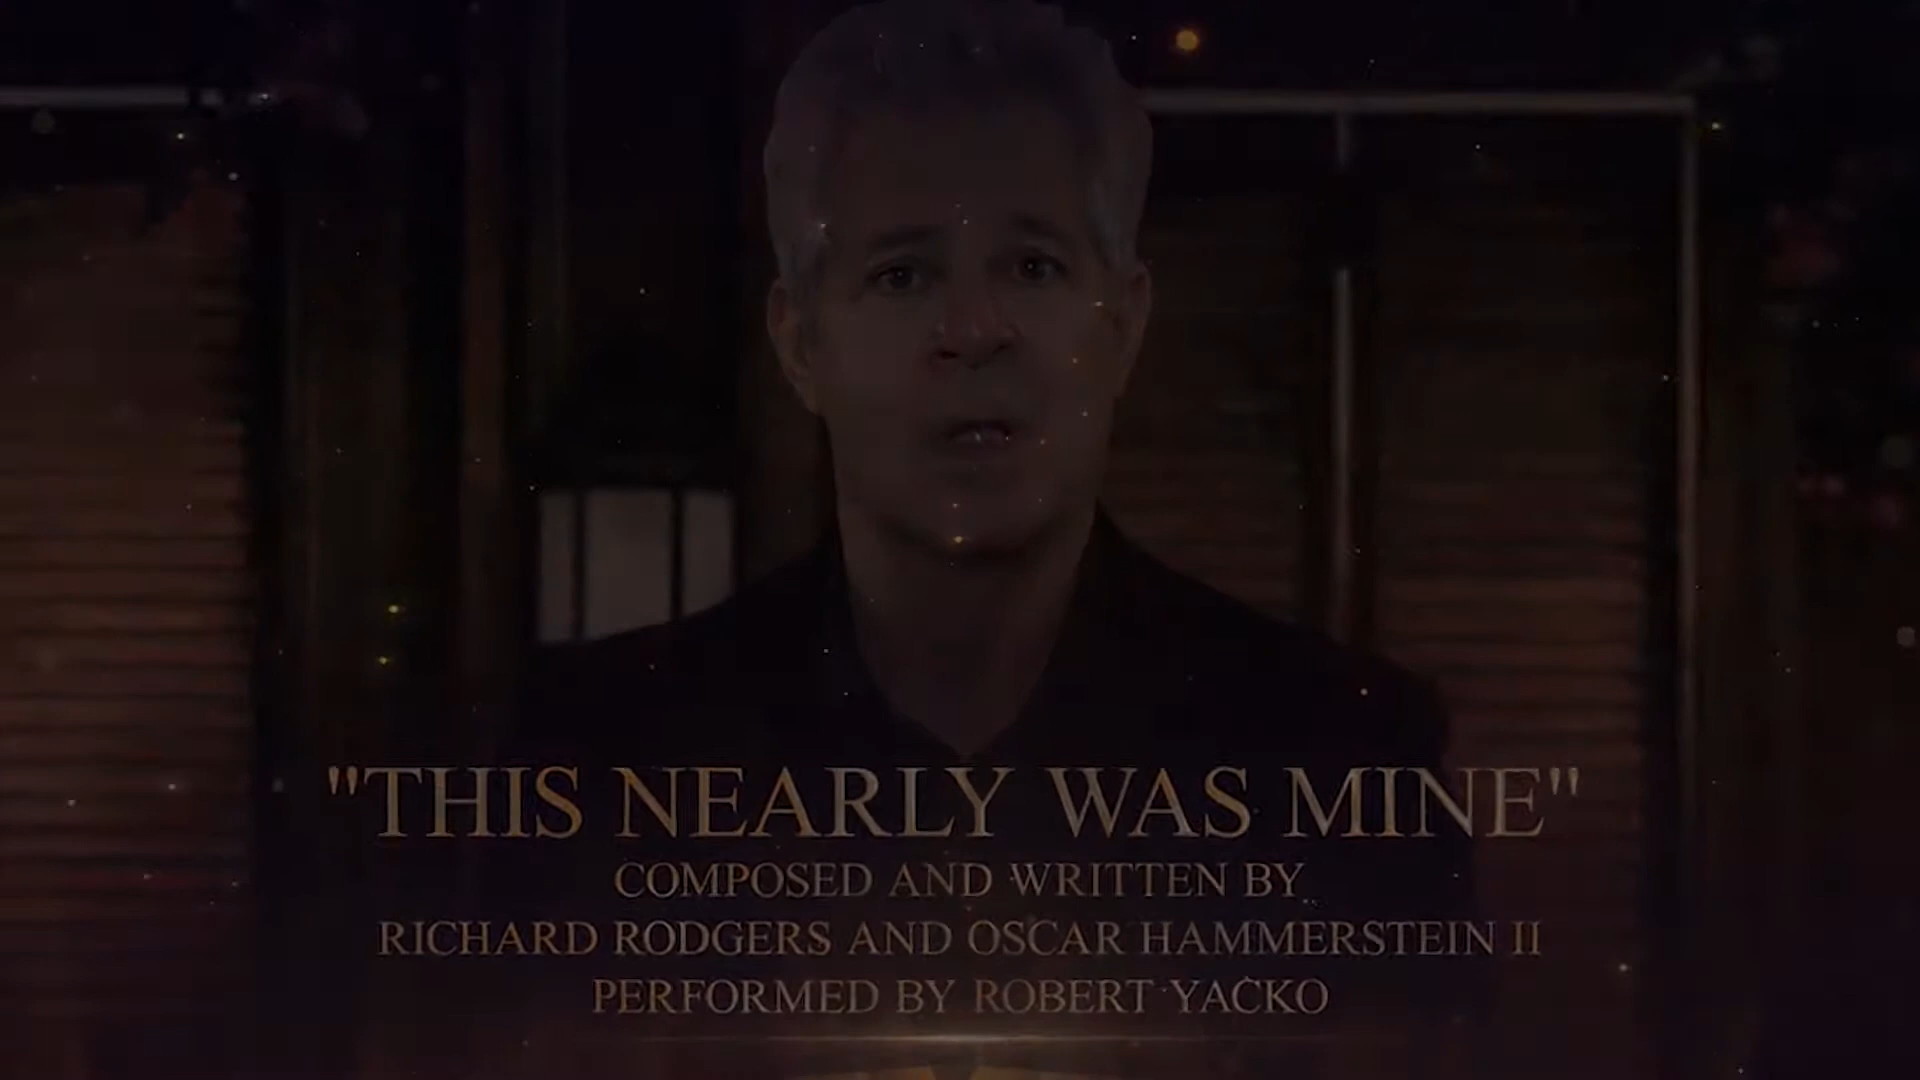 "THIS NEARLY WAS MINE"
COMPOSED AND WRITTEN BY
RICHARD RODGERS AND OSCAR HAMMERSTEIN II
PERFORMED BY ROBERT YACKO